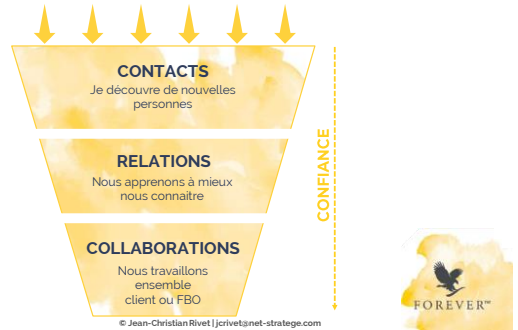 CONTACTS
Je découvre de nouvelles
personnes
RELATIONS
Nous apprenons à mieux
nous connaitre
COLLABORATIONS
Nous travaillons
ensemble
client ou FBO
CONFIANCE
FOREVER™
© Jean-Christian Rivet | jcrivet@net-stratege.com